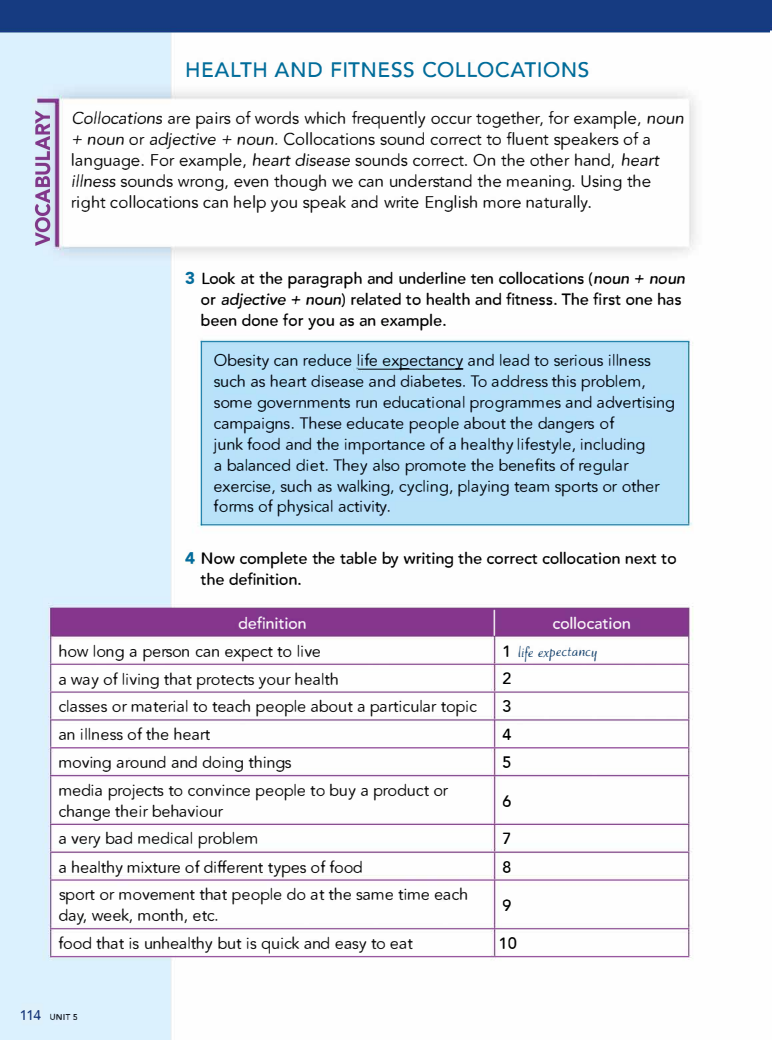 HEALTH AND FITNESS COLLOCATIONS
VOCABULARY
Collocations are pairs of words which frequently occur together, for example, noun
+ noun or adjective + noun. Collocations sound correct to fluent speakers of a
language. For example, heart disease sounds correct. On the other hand, heart
illness sounds wrong, even though we can understand the meaning. Using the
right collocations can help you speak and write English more naturally.
3 Look at the paragraph and underline ten collocations (noun + noun
or adjective + noun) related to health and fitness. The first one has
been done for you as an example.
Obesity can reduce life expectancy and lead to serious illness
such as heart disease and diabetes. To address this problem,
some governments run educational programmes and advertising
campaigns. These educate people about the dangers of
junk food and the importance of a healthy lifestyle, including
a balanced diet. They also promote the benefits of regular
exercise, such as walking, cycling, playing team sports or other
forms of physical activity.
4 Now complete the table by writing the correct collocation next to
the definition.
definition collocation
how long a person can expect to live 1 life expectancy
a way of living that protects your health 2
classes or material to teach people about a particular topic 3
an illness of the heart 4
moving around and doing things 5
media projects to convince people to buy a product or
change their behaviour 6
a very bad medical problem 7
a healthy mixture of different types of food 8
sport or movement that people do at the same time each
day, week, month, etc. 9
food that is unhealthy but is quick and easy to eat 10
114 UNIT 5